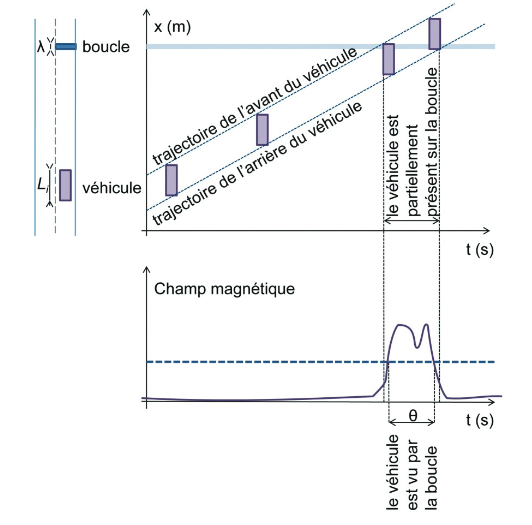 x (m)
λ
boucle
trajectoire de l'avant du véhicule
trajectoire de l'arrière du véhicule
le véhicule est
partiellement
présent sur la boucle
Li
véhicule
t (s)
Champ magnétique
θ
t (s)
le véhicule
est vu par
la boucle